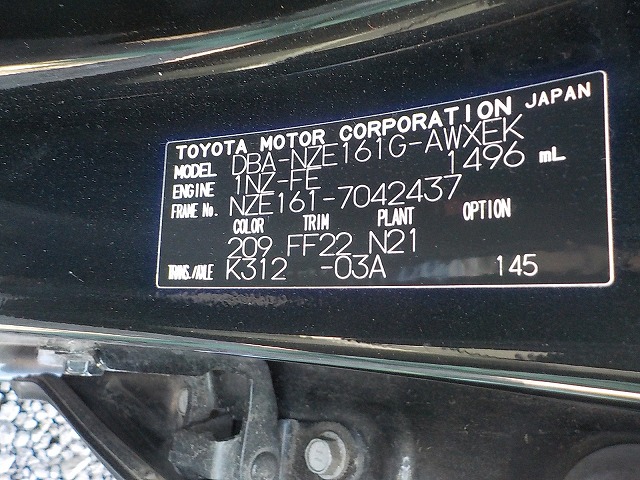 TOYOTA MOTOR CORPORATION JAPAN
MODEL DBA-NZE161G-AWXEK
ENGINE 1NZ-FE 1496 mL
FRAME No. NZE161-7042437
COLOR TRIM PLANT OPTION
209 FF22 N21
TRANS./AXLE K312 -03A 145